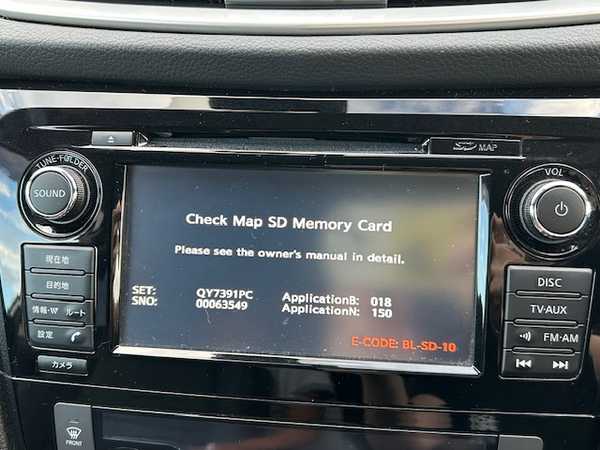 SD MAP
TUNE·FOLDER
SOUND
VOL
Check Map SD Memory Card
Please see the owner's manual in detail.
SET: QY7391PC ApplicationB: 018
SNO: 00063549 ApplicationN: 150
E-CODE: BL-SD-10
現在地
目的地
情報·W ルート
設定
カメラ
DISC
TV·AUX
FM·AM
FRONT